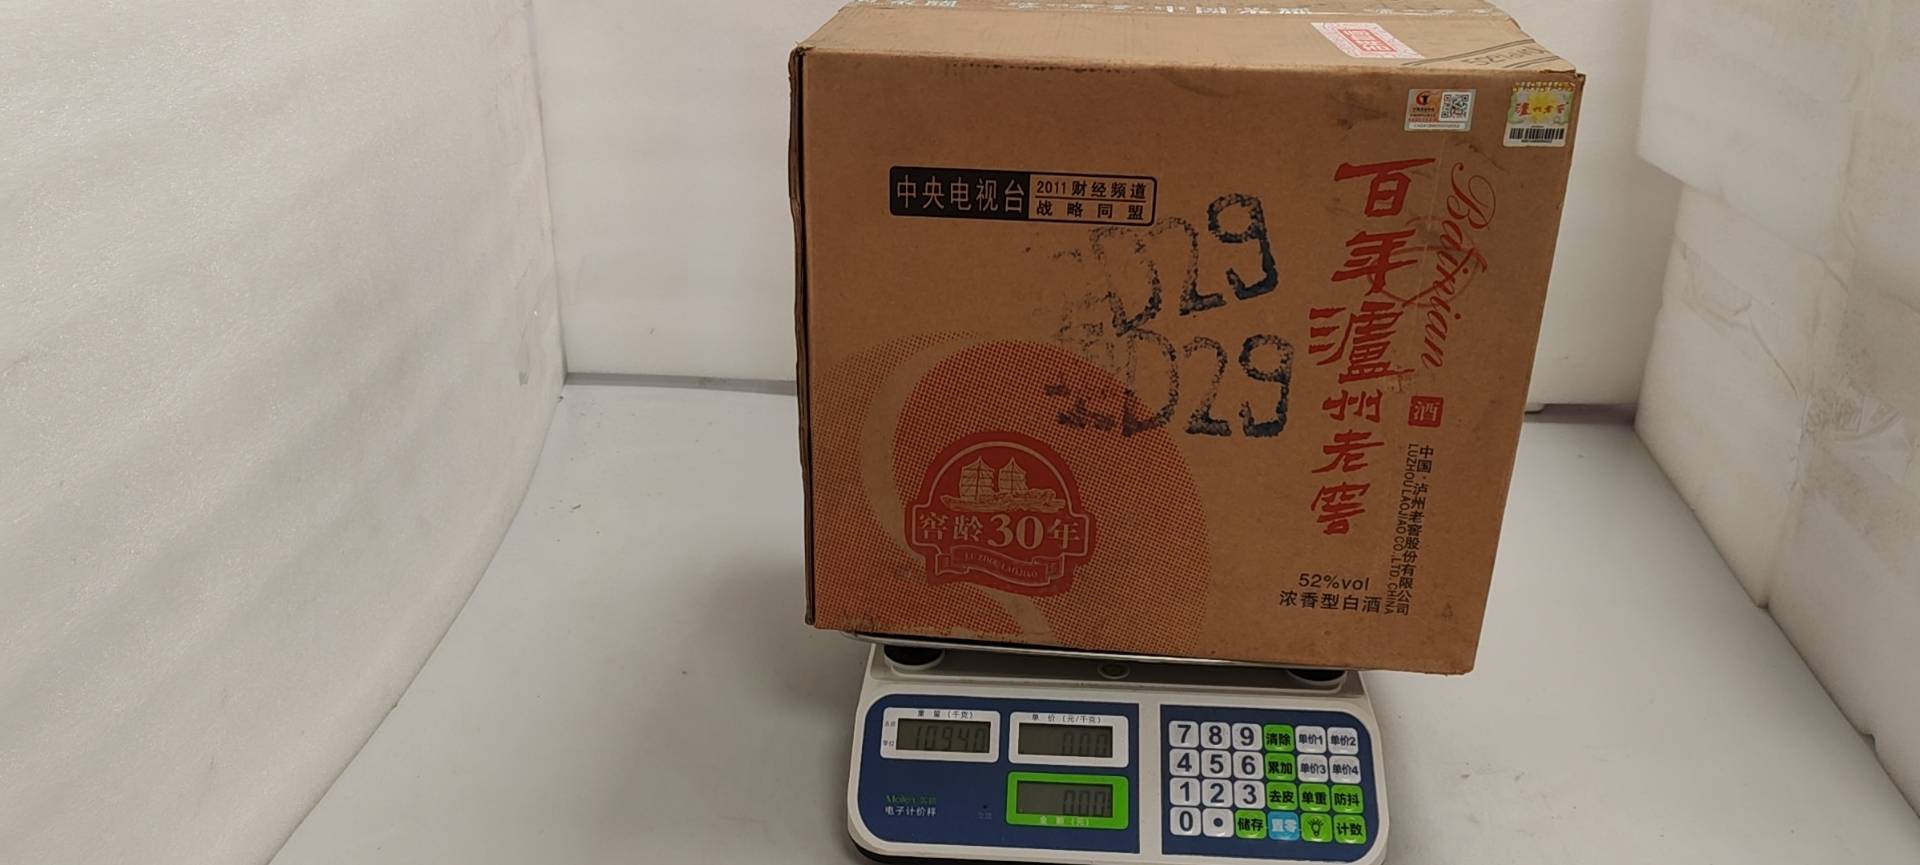 中央电视台
2011财经频道
战略同盟
D29
D29
百年泸州老窖
Bainian
酒
中国·泸州老窖股份有限公司
LUZHOU LAOJIAO CO.,LTD.CHINA
窖龄30年
LUZHOU LAOJIAO
52%vol
浓香型白酒
重量(千克)
单价(元/千克)
10.940
0.00
0.00
金额(元)
电子计价秤
7 8 9 清除 单价1 单价2
4 5 6 累加 单价3 单价4
1 2 3 去皮 单重 防抖
0 • 储存 置零 计数